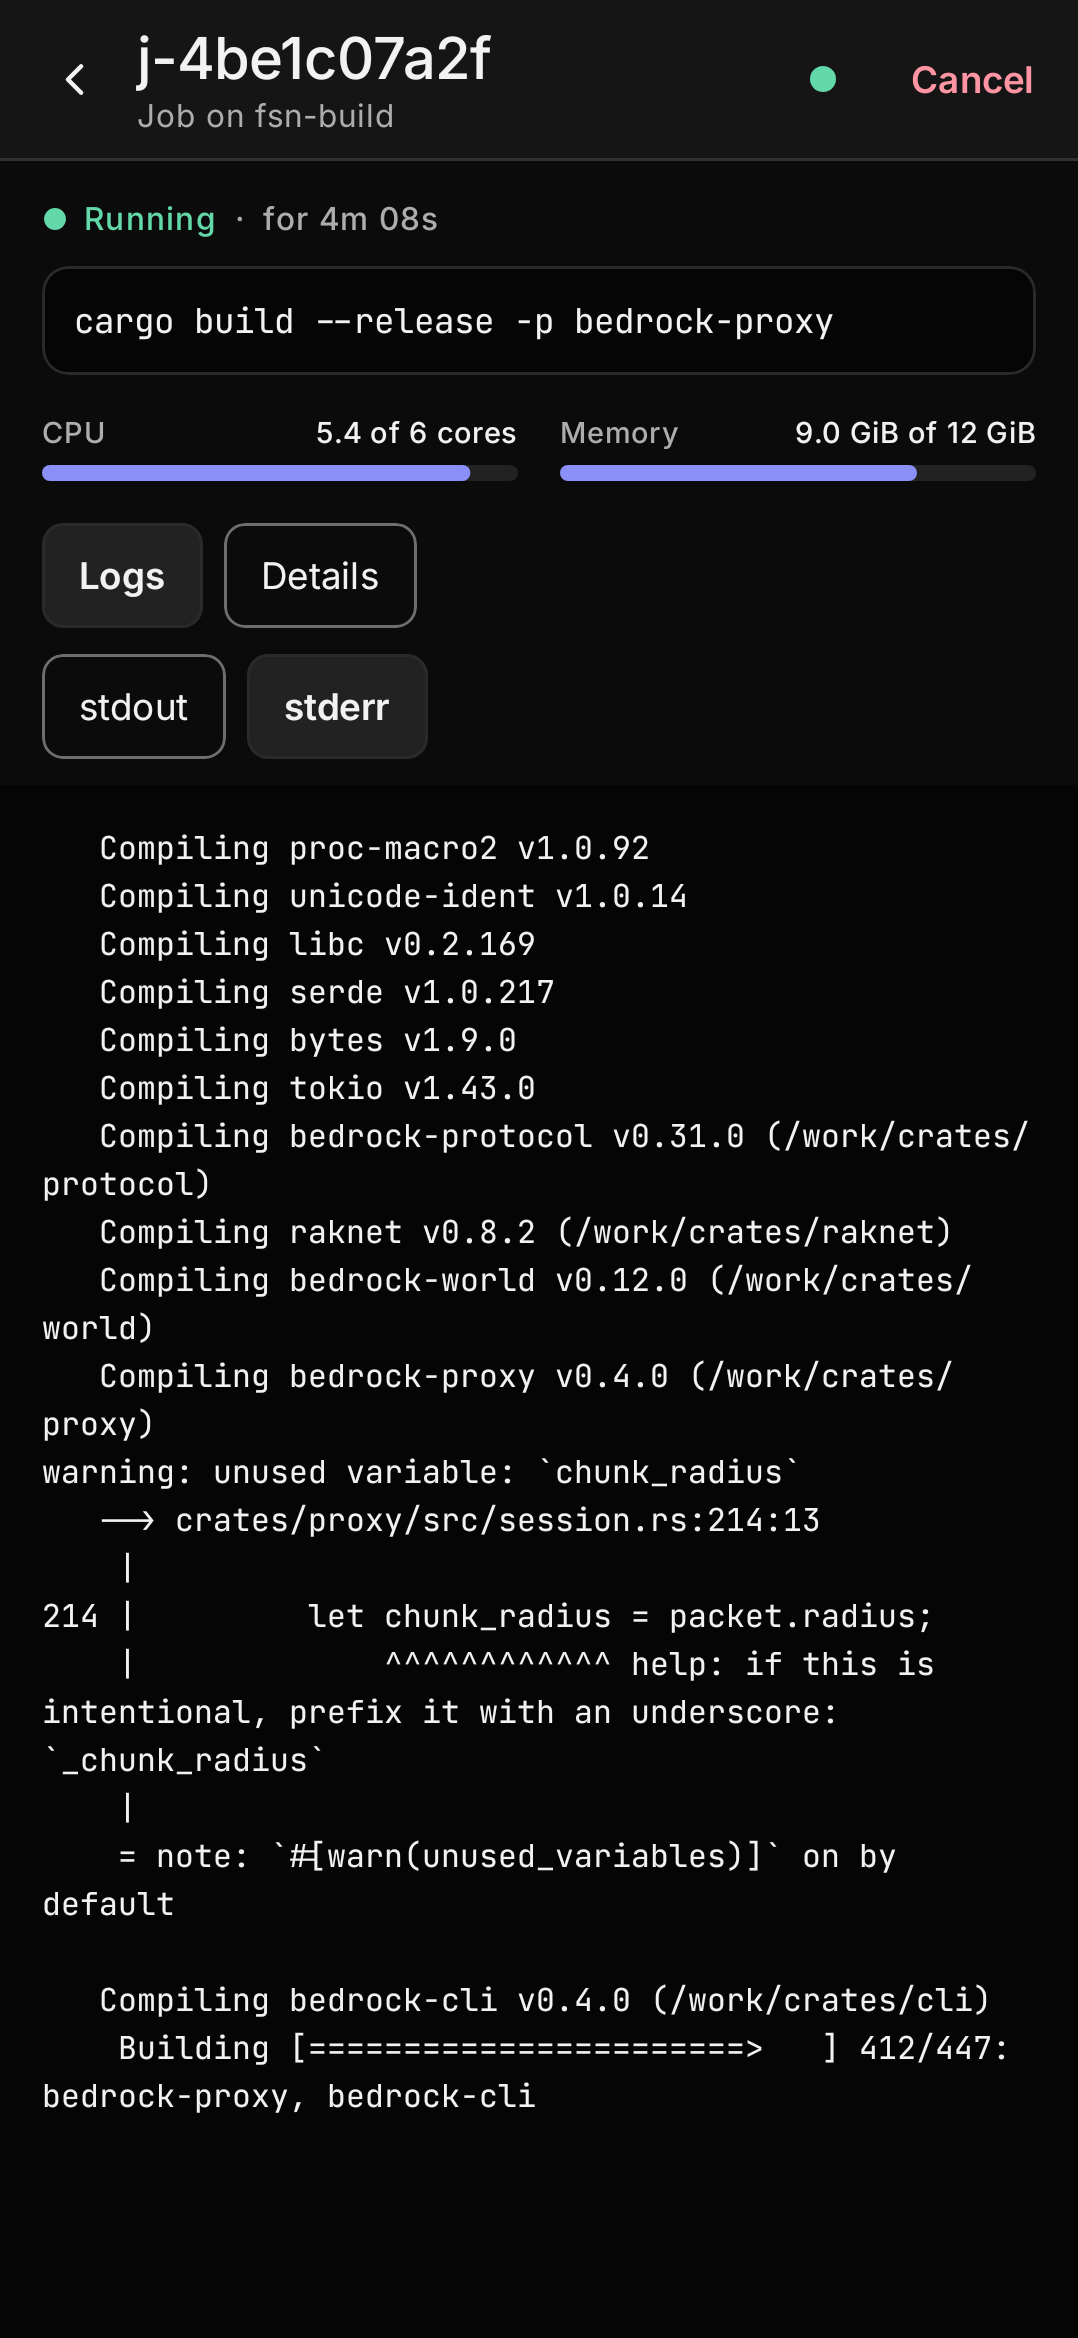 j-4be1c07a2f
Job on fsn-build
Cancel
Running · for 4m 08s
cargo build --release -p bedrock-proxy
CPU 5.4 of 6 cores
Memory 9.0 GiB of 12 GiB
Logs Details
stdout stderr
   Compiling proc-macro2 v1.0.92
   Compiling unicode-ident v1.0.14
   Compiling libc v0.2.169
   Compiling serde v1.0.217
   Compiling bytes v1.9.0
   Compiling tokio v1.43.0
   Compiling bedrock-protocol v0.31.0 (/work/crates/
protocol)
   Compiling raknet v0.8.2 (/work/crates/raknet)
   Compiling bedrock-world v0.12.0 (/work/crates/
world)
   Compiling bedrock-proxy v0.4.0 (/work/crates/
proxy)
warning: unused variable: `chunk_radius`
   --> crates/proxy/src/session.rs:214:13
    |
214 |         let chunk_radius = packet.radius;
    |             ^^^^^^^^^^^^ help: if this is
intentional, prefix it with an underscore:
`_chunk_radius`
    |
    = note: `#[warn(unused_variables)]` on by
default

   Compiling bedrock-cli v0.4.0 (/work/crates/cli)
    Building [=======================>   ] 412/447:
bedrock-proxy, bedrock-cli